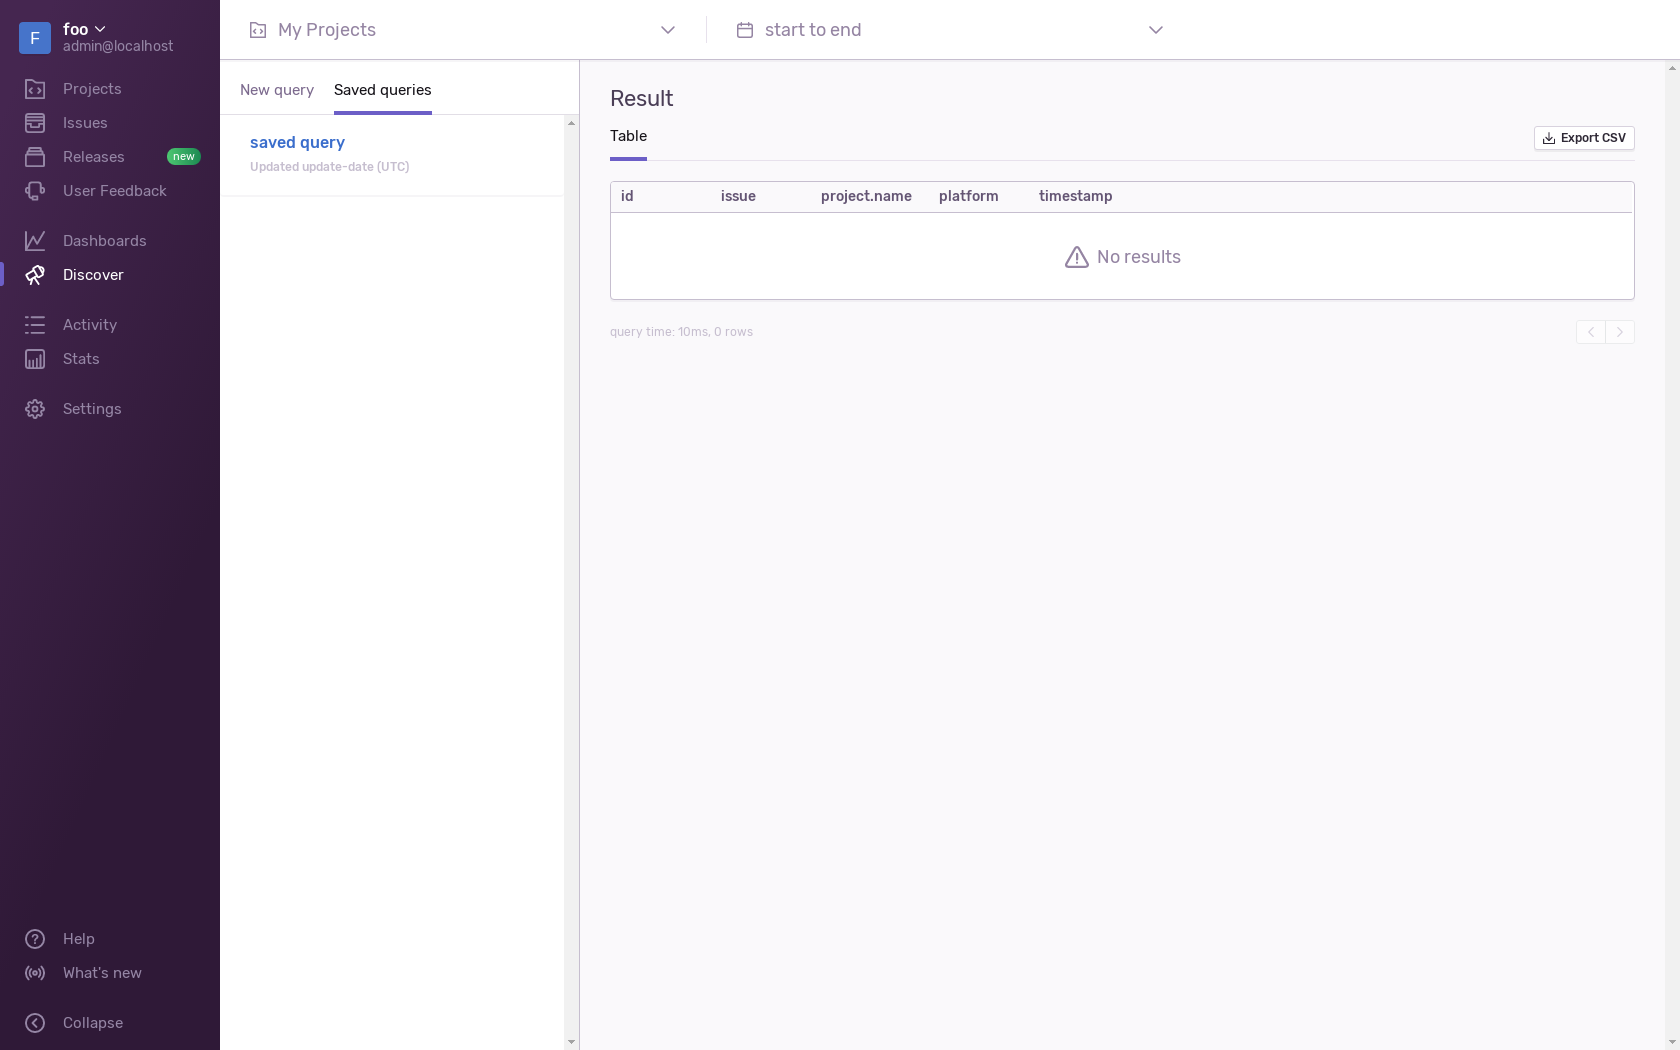 F
foo
admin@localhost
Projects
Issues
Releases new
User Feedback
Dashboards
Discover
Activity
Stats
Settings
Help
What's new
Collapse
My Projects
start to end
New query Saved queries
saved query
Updated update-date (UTC)
Result
Table
Export CSV
id issue project.name platform timestamp
No results
query time: 10ms, 0 rows